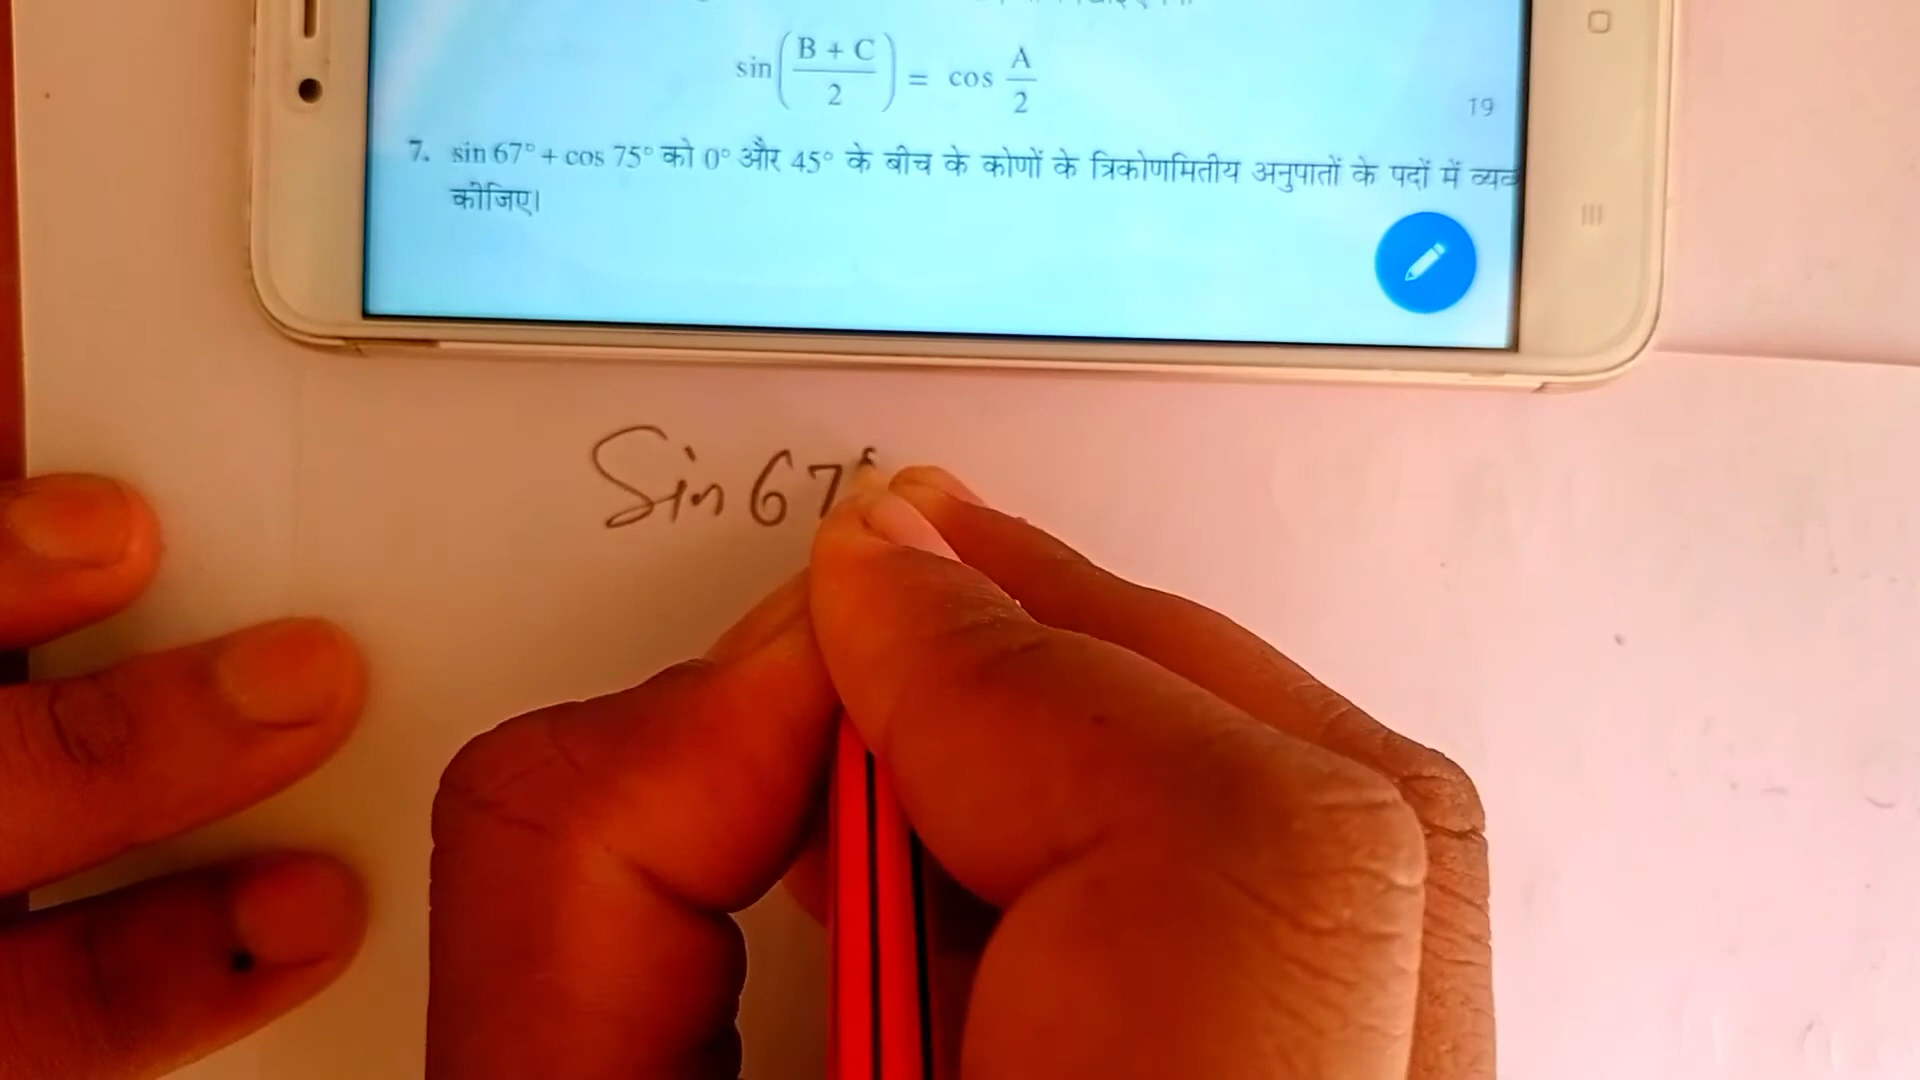 sin(B + C / 2) = cos A / 2
19
7. sin 67° + cos 75° को 0° और 45° के बीच के कोणों के त्रिकोणमितीय अनुपातों के पदों में
कीजिए।
Sin 67°